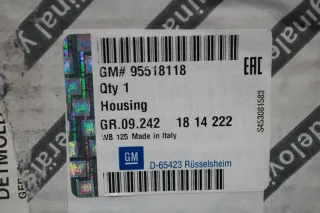 GM# 95518118
Qty 1
Housing
GR.09.242 18 14 222
WB 125 Made in Italy
GM
D-65423 Rüsselsheim
EAC
S453081583